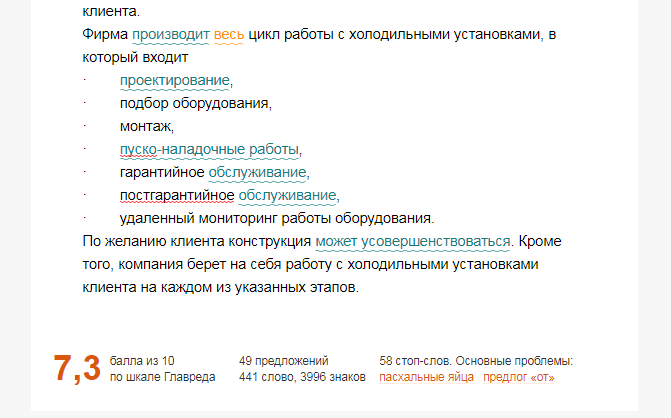 клиента.
Фирма производит весь цикл работы с холодильными установками, в
который входит
· проектирование,
· подбор оборудования,
· монтаж,
· пуско-наладочные работы,
· гарантийное обслуживание,
· постгарантийное обслуживание,
· удаленный мониторинг работы оборудования.
По желанию клиента конструкция может усовершенствоваться. Кроме
того, компания берет на себя работу с холодильными установками
клиента на каждом из указанных этапов.
7,3 балла из 10 49 предложений 58 стоп-слов. Основные проблемы:
по шкале Главреда 441 слово, 3996 знаков пасхальные яйца предлог «от»